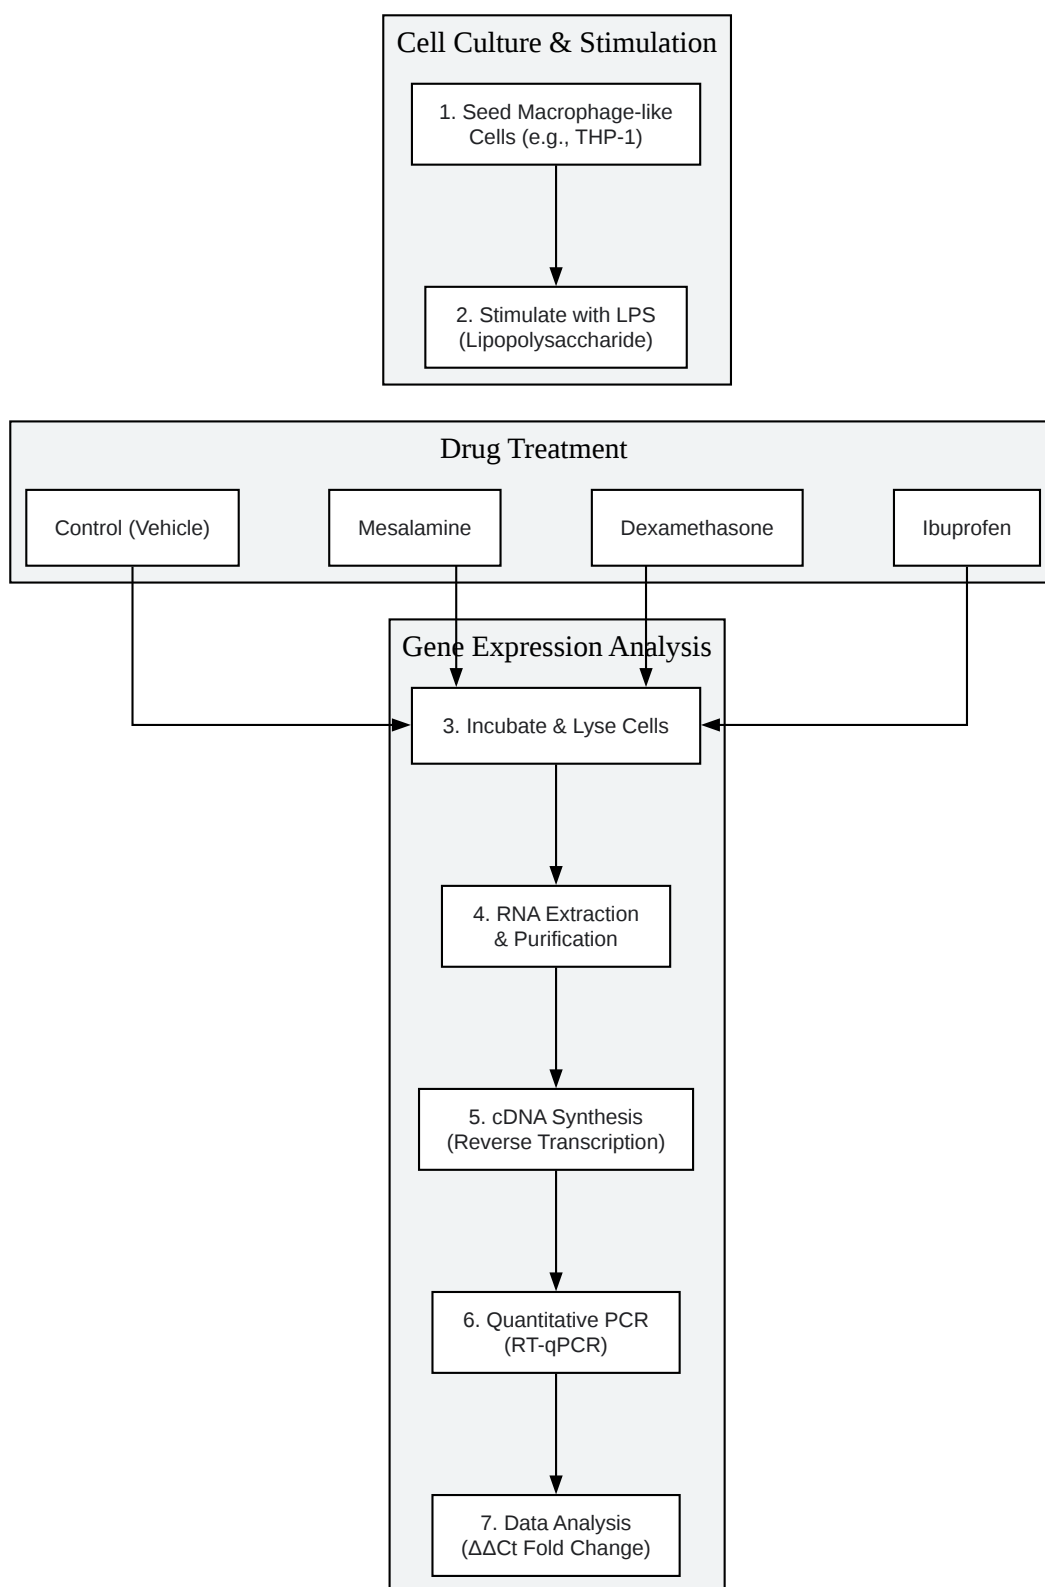 Cell Culture & Stimulation
1. Seed Macrophage-like
Cells (e.g., THP-1)
2. Stimulate with LPS
(Lipopolysaccharide)
Drug Treatment
Control (Vehicle)
Mesalamine
Dexamethasone
Ibuprofen
Gene Expression Analysis
3. Incubate & Lyse Cells
4. RNA Extraction
& Purification
5. cDNA Synthesis
(Reverse Transcription)
6. Quantitative PCR
(RT-qPCR)
7. Data Analysis
(ΔΔCt Fold Change)